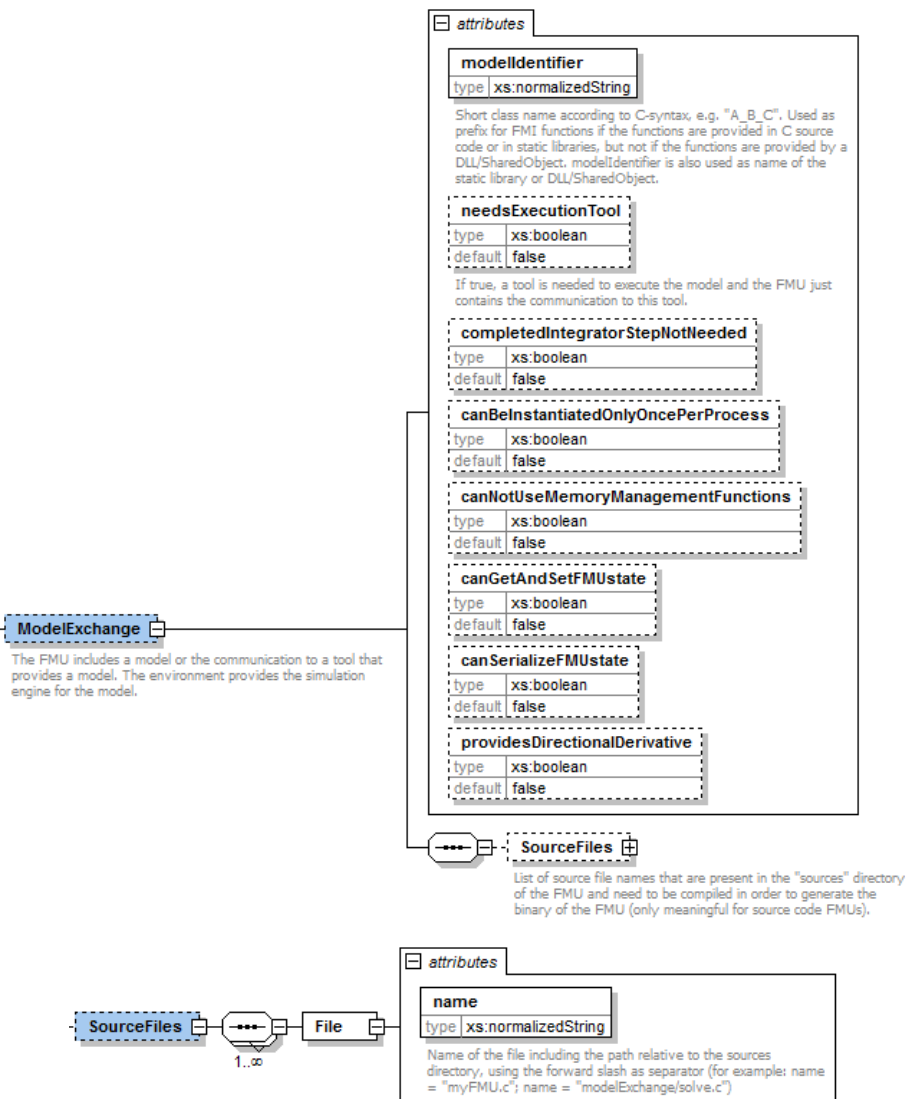 attributes
modelIdentifier
type xs:normalizedString
Short class name according to C-syntax, e.g. "A_B_C". Used as
prefix for FMI functions if the functions are provided in C source
code or in static libraries, but not if the functions are provided by a
DLL/SharedObject. modelIdentifier is also used as name of the
static library or DLL/SharedObject.
needsExecutionTool
type xs:boolean
default false
If true, a tool is needed to execute the model and the FMU just
contains the communication to this tool.
completedIntegratorStepNotNeeded
type xs:boolean
default false
canBeInstantiatedOnlyOncePerProcess
type xs:boolean
default false
canNotUseMemoryManagementFunctions
type xs:boolean
default false
canGetAndSetFMUstate
type xs:boolean
default false
ModelExchange
The FMU includes a model or the communication to a tool that
provides a model. The environment provides the simulation
engine for the model.
canSerializeFMUstate
type xs:boolean
default false
providesDirectionalDerivative
type xs:boolean
default false
SourceFiles
List of source file names that are present in the "sources" directory
of the FMU and need to be compiled in order to generate the
binary of the FMU (only meaningful for source code FMUs).
attributes
SourceFiles
1..∞
File
name
type xs:normalizedString
Name of the file including the path relative to the sources
directory, using the forward slash as separator (for example: name
= "myFMU.c"; name = "modelExchange/solve.c")